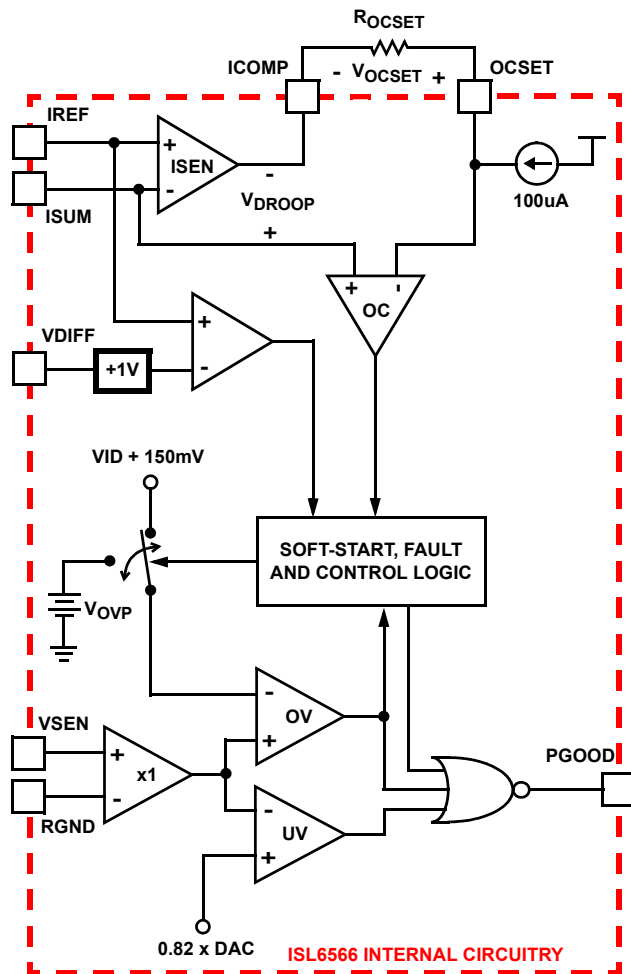 ROCSET
ICOMP
- VOCSET +
OCSET
IREF
+
ISEN
-
-
VDROOP
+
ISUM
100uA
+ -
OC
VDIFF
+1V
+
-
VID + 150mV
SOFT-START, FAULT
AND CONTROL LOGIC
VOVP
-
OV
+
VSEN
+
x1
-
RGND
PGOOD
-
UV
+
0.82 x DAC
ISL6566 INTERNAL CIRCUITRY